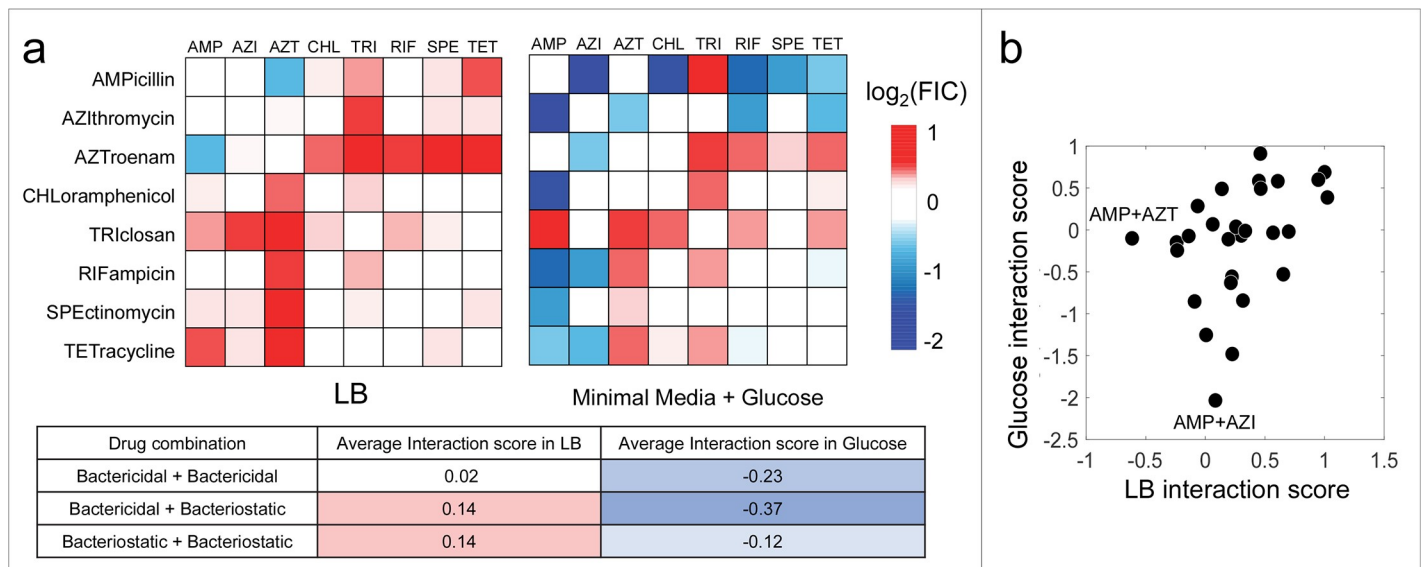 a
AMP AZI AZT CHL TRI RIF SPE TET
AMP AZI AZT CHL TRI RIF SPE TET
AMPicillin
AZIthromycin
AZTroenam
CHLoramphenicol
TRIclosan
RIFampicin
SPEctinomycin
TETracycline
LB
Minimal Media + Glucose
log2(FIC)
1
0
-1
-2
Drug combination Average Interaction score in LB Average Interaction score in Glucose
Bactericidal + Bactericidal 0.02 -0.23
Bactericidal + Bacteriostatic 0.14 -0.37
Bacteriostatic + Bacteriostatic 0.14 -0.12
b
Glucose interaction score
1
0.5
0
-0.5
-1
-1.5
-2
-2.5
AMP+AZT
AMP+AZI
-1 -0.5 0 0.5 1 1.5
LB interaction score